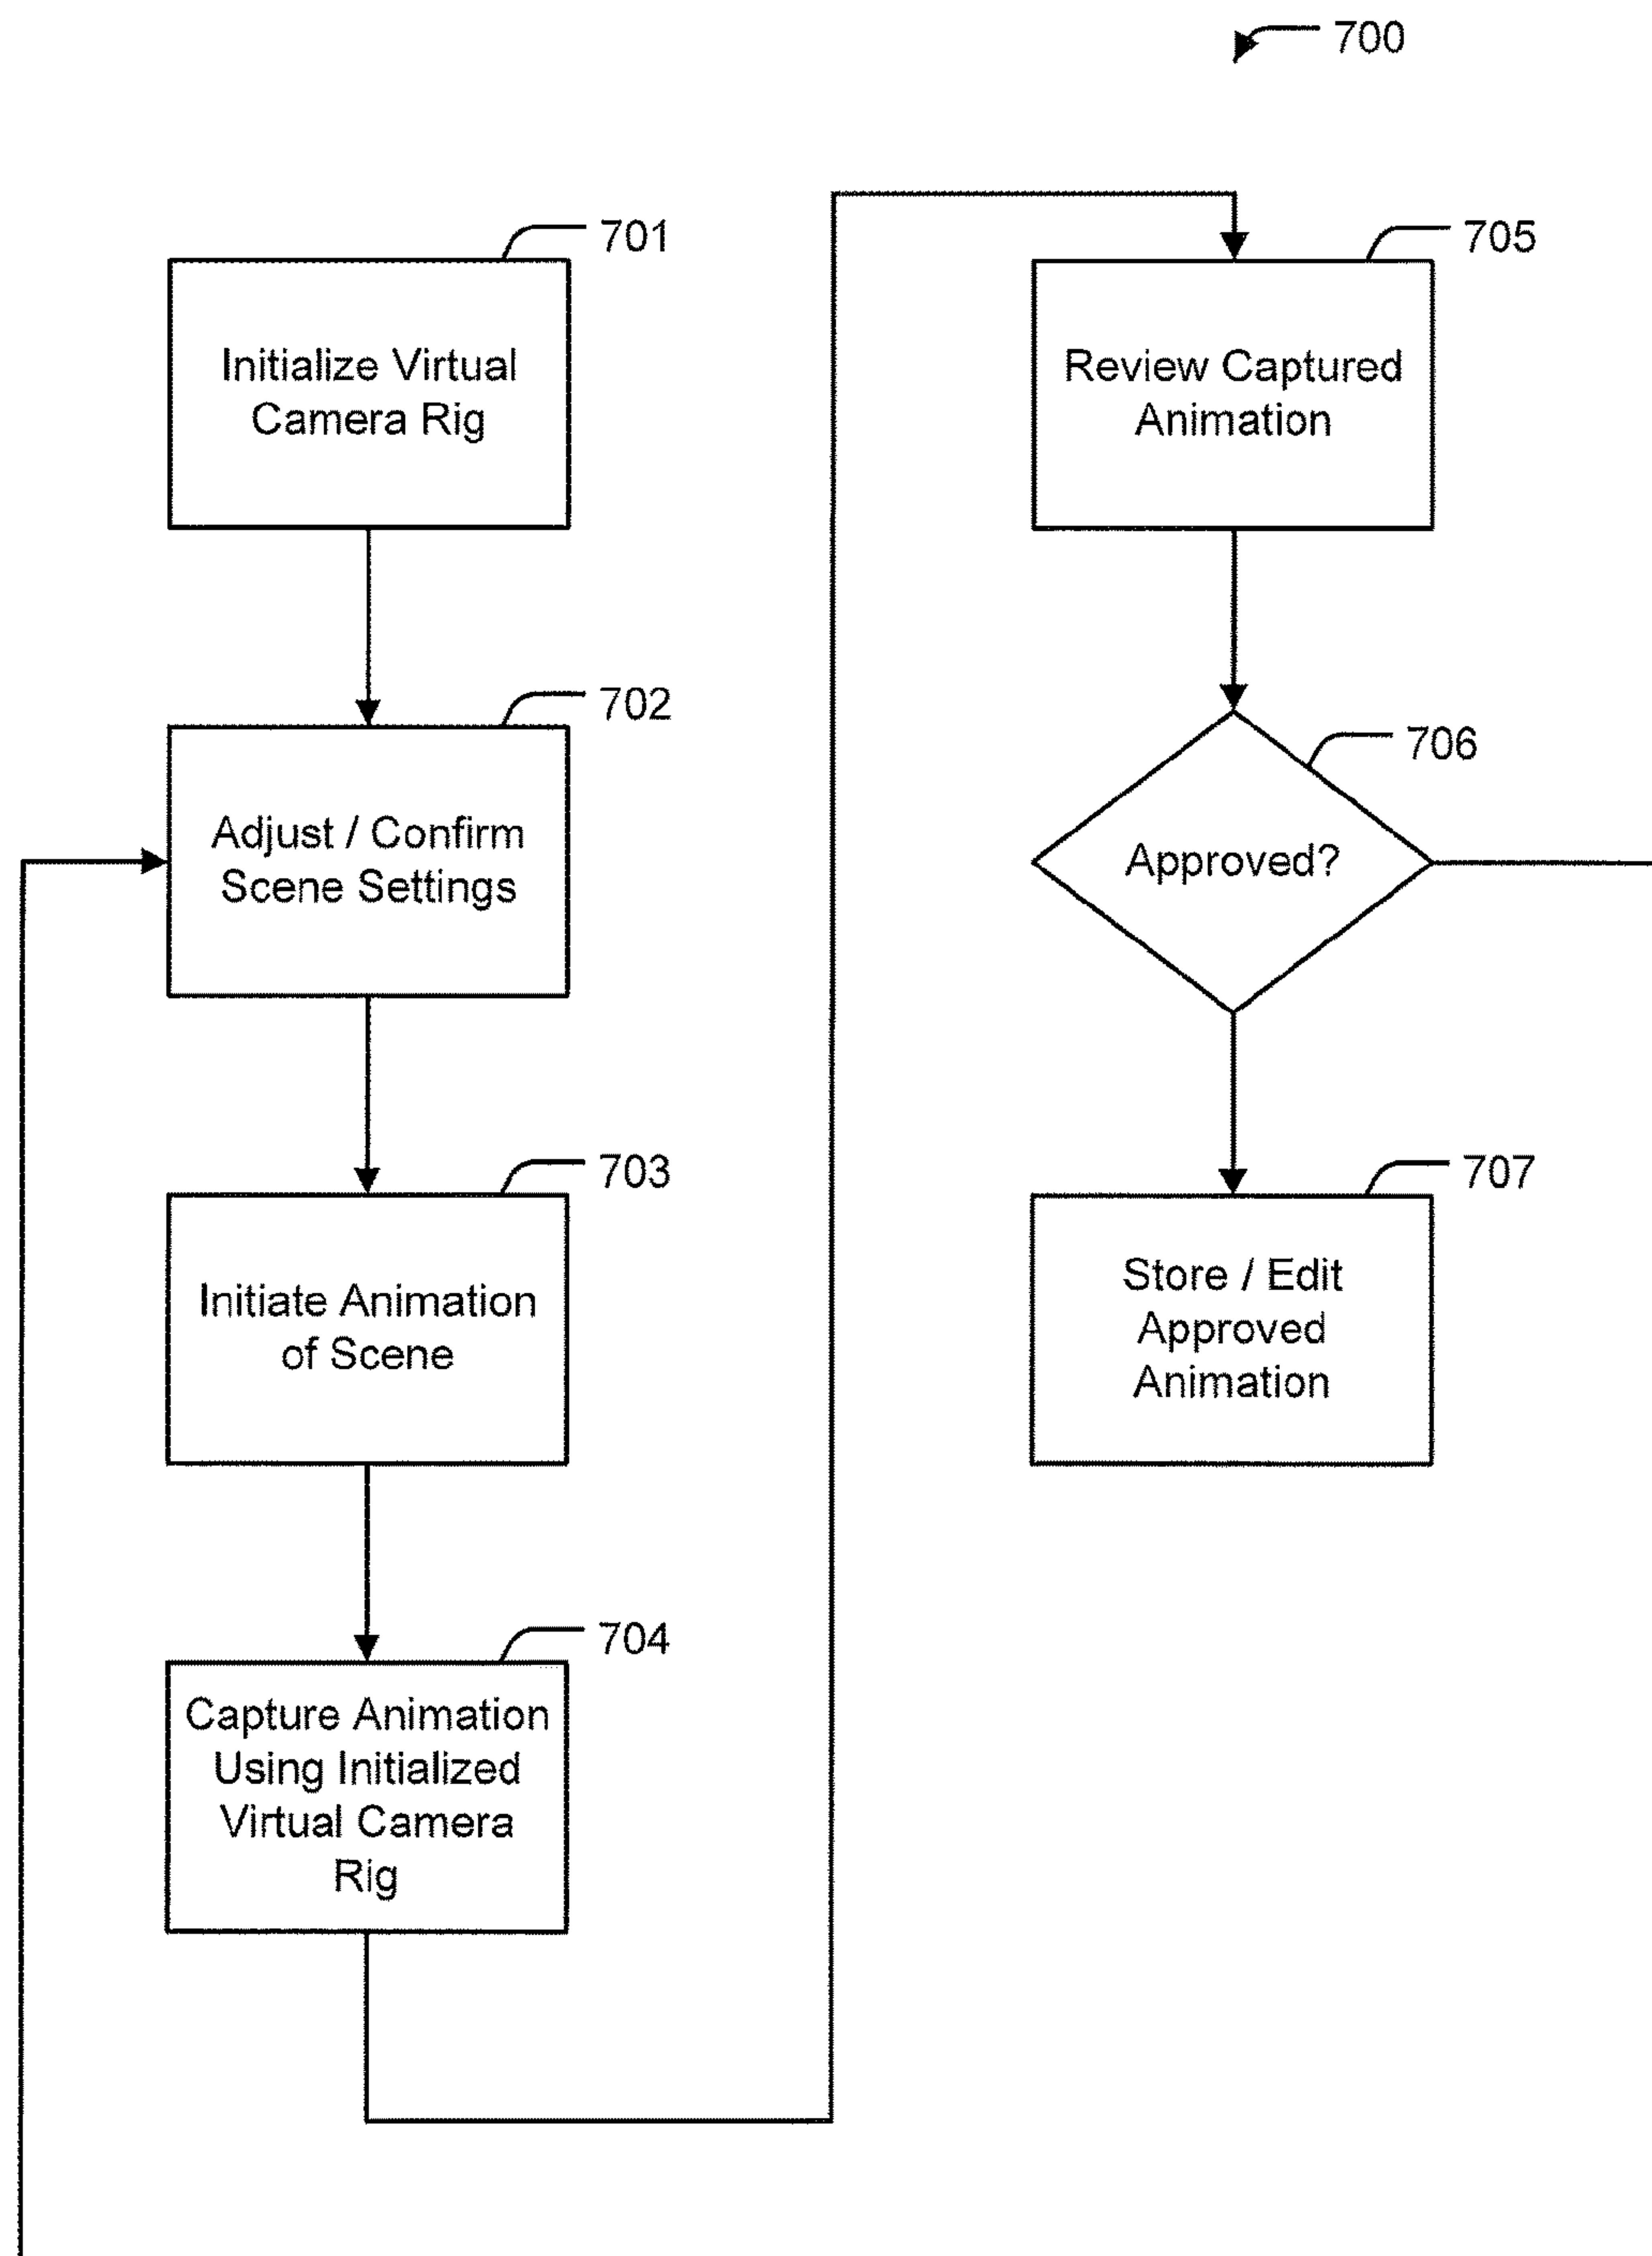 700
701
Initialize Virtual
Camera Rig
702
Adjust / Confirm
Scene Settings
703
Initiate Animation
of Scene
704
Capture Animation
Using Initialized
Virtual Camera
Rig
705
Review Captured
Animation
706
Approved?
707
Store / Edit
Approved
Animation